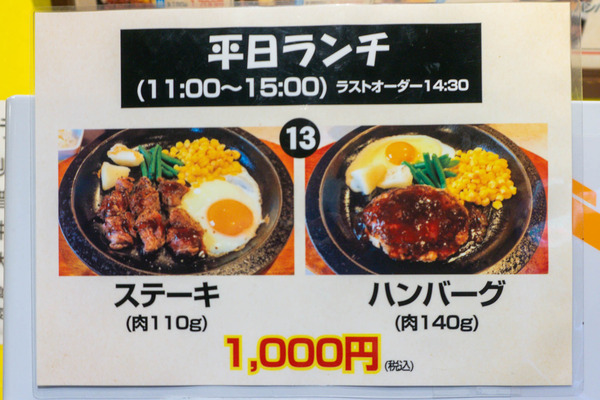 平日ランチ
(11:00〜15:00) ラストオーダー14:30
13
ステーキ
(肉110g)
ハンバーグ
(肉140g)
1,000円(税込)